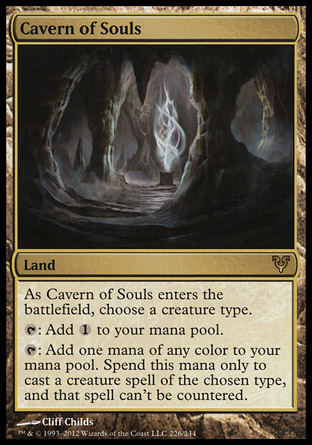 Cavern of Souls
Land
As Cavern of Souls enters the
battlefield, choose a creature type.
: Add 1 to your mana pool.
: Add one mana of any color to your
mana pool. Spend this mana only to
cast a creature spell of the chosen type,
and that spell can't be countered.
Cliff Childs
™ & © 1993–2012 Wizards of the Coast LLC 226/244